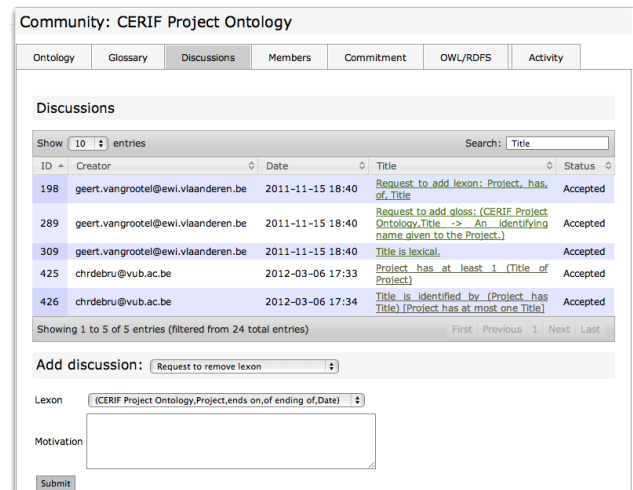 Community: CERIF Project Ontology
Ontology Glossary Discussions Members Commitment OWL/RDFS Activity
Discussions
Show 10 entries Search: Title
ID Creator Date Title Status
198 geert.vangrootel@ewi.vlaanderen.be 2011-11-15 18:40 Request to add lexon: Project, has,
of, Title Accepted
289 geert.vangrootel@ewi.vlaanderen.be 2011-11-15 18:40 Request to add gloss: (CERIF Project
Ontology,Title -> An identifying
name given to the Project.) Accepted
309 geert.vangrootel@ewi.vlaanderen.be 2011-11-15 18:40 Title is lexical. Accepted
425 chrdebru@vub.ac.be 2012-03-06 17:33 Project has at least 1 (Title of
Project) Accepted
426 chrdebru@vub.ac.be 2012-03-06 17:34 Title is identified by (Project has
Title) [Project has at most one Title] Accepted
Showing 1 to 5 of 5 entries (filtered from 24 total entries) First Previous 1 Next Last
Add discussion: Request to remove lexon
Lexon (CERIF Project Ontology,Project,ends on,of ending of,Date)
Motivation
Submit